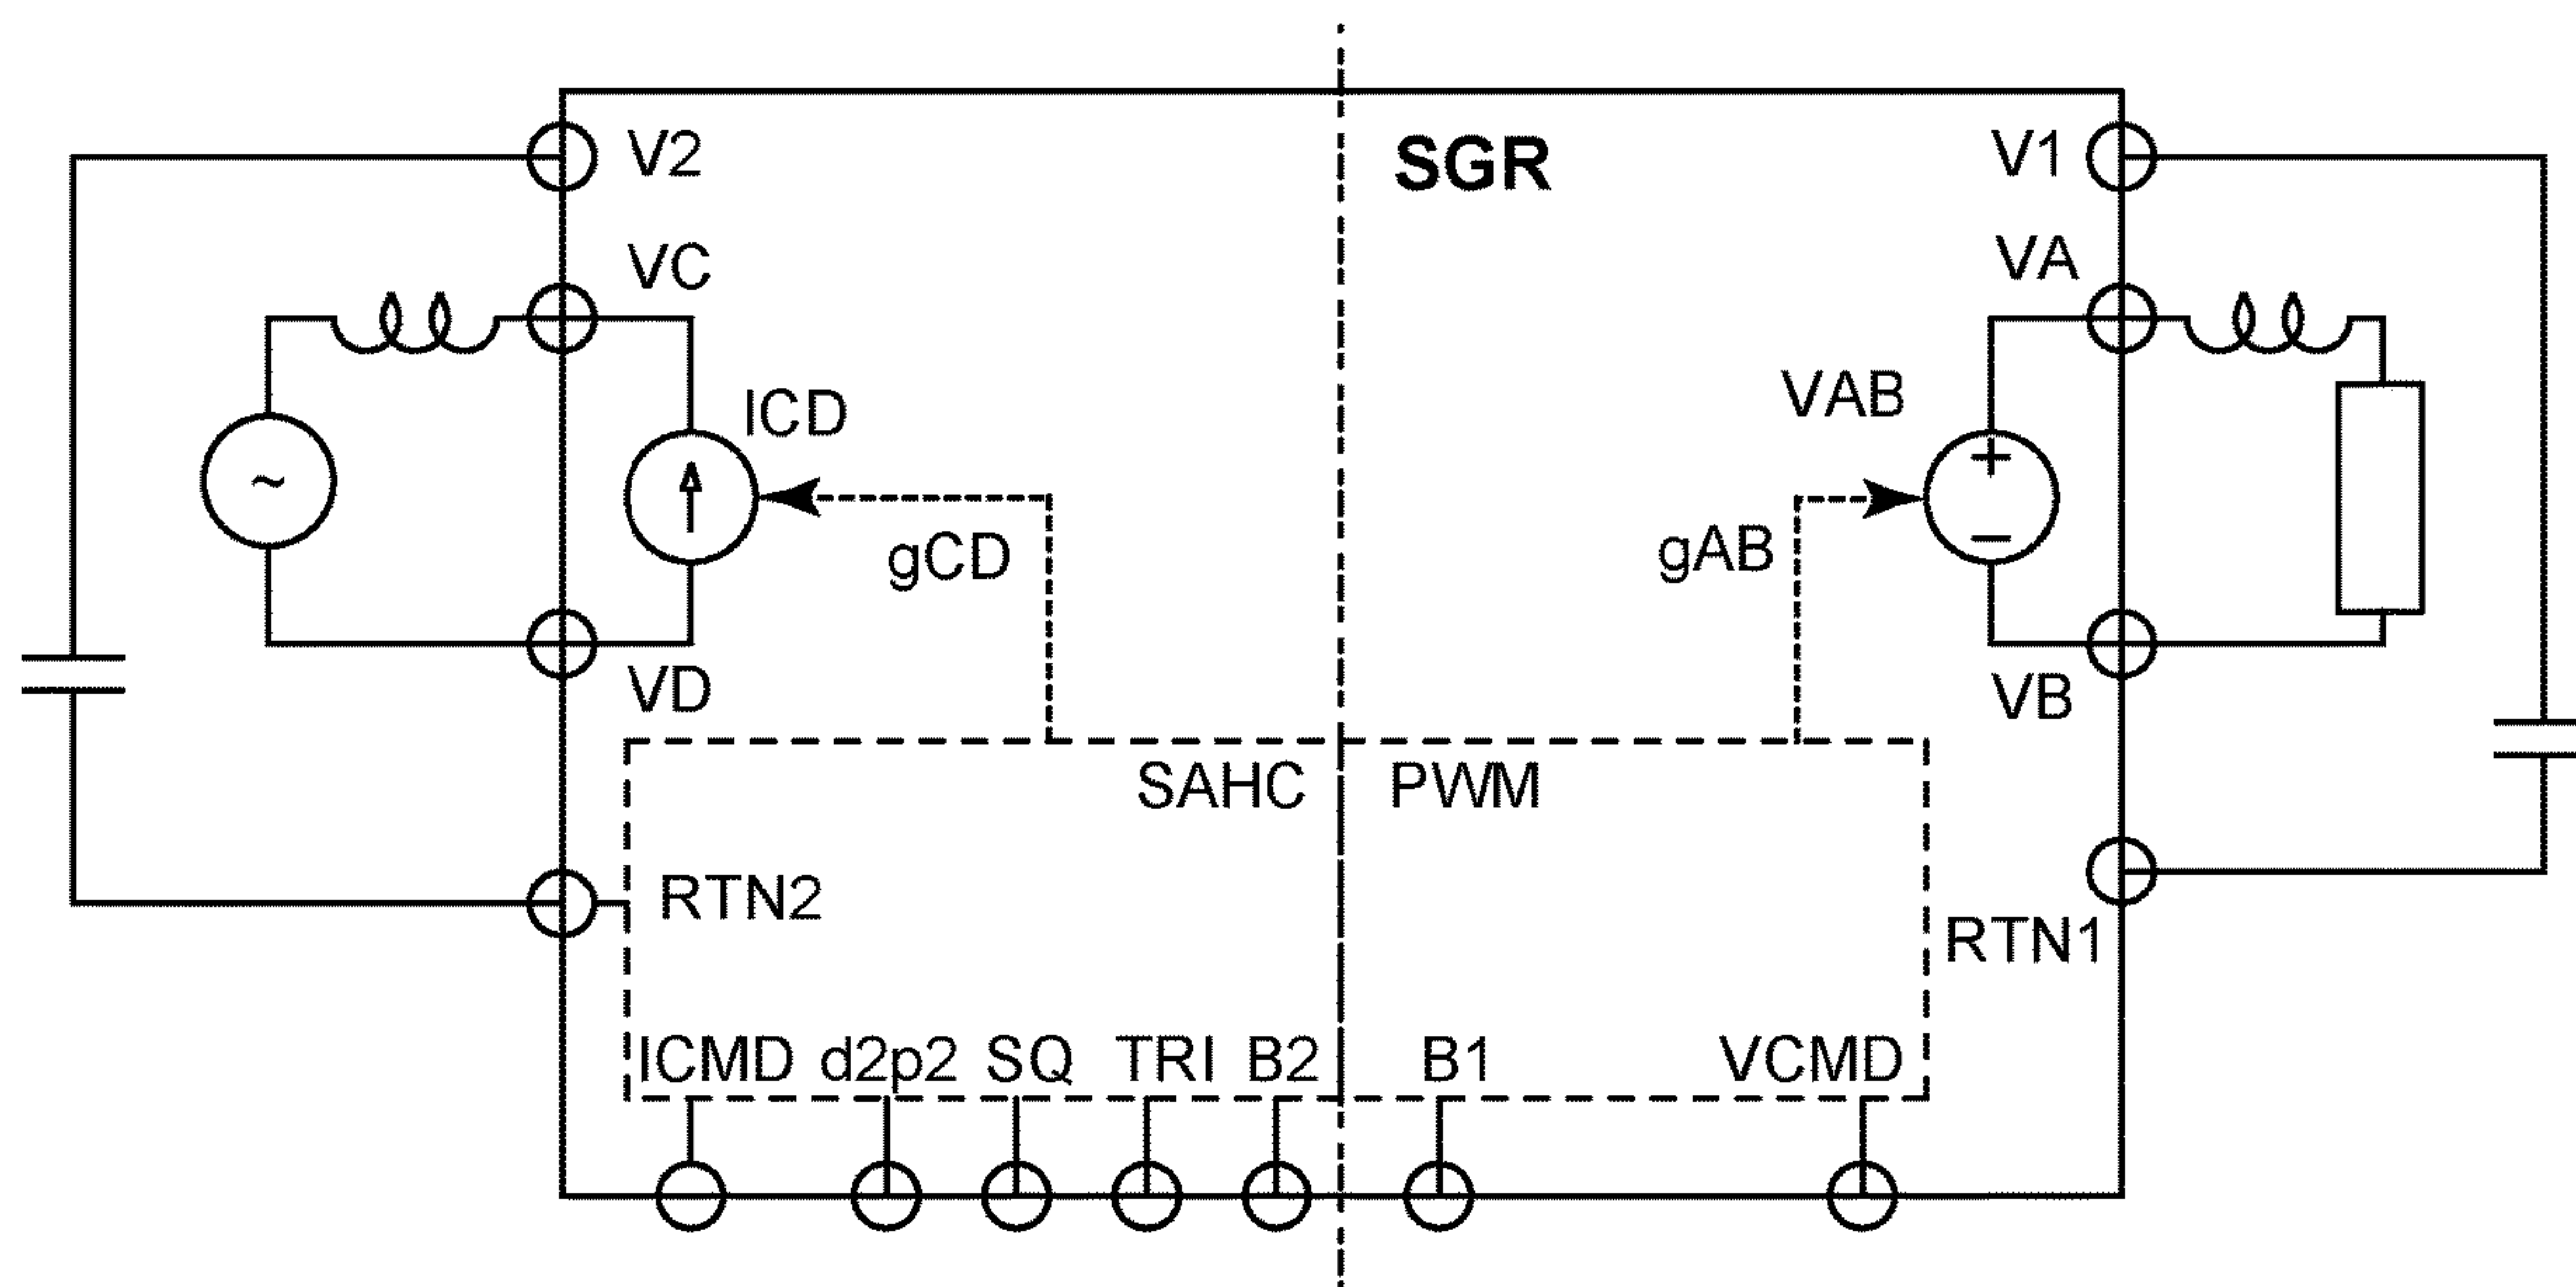 V2
SGR
V1
VC
VA
ICD
VAB
~
gCD
gAB
+
−
VD
VB
SAHC
PWM
RTN2
RTN1
ICMD
d2p2
SQ
TRI
B2
B1
VCMD